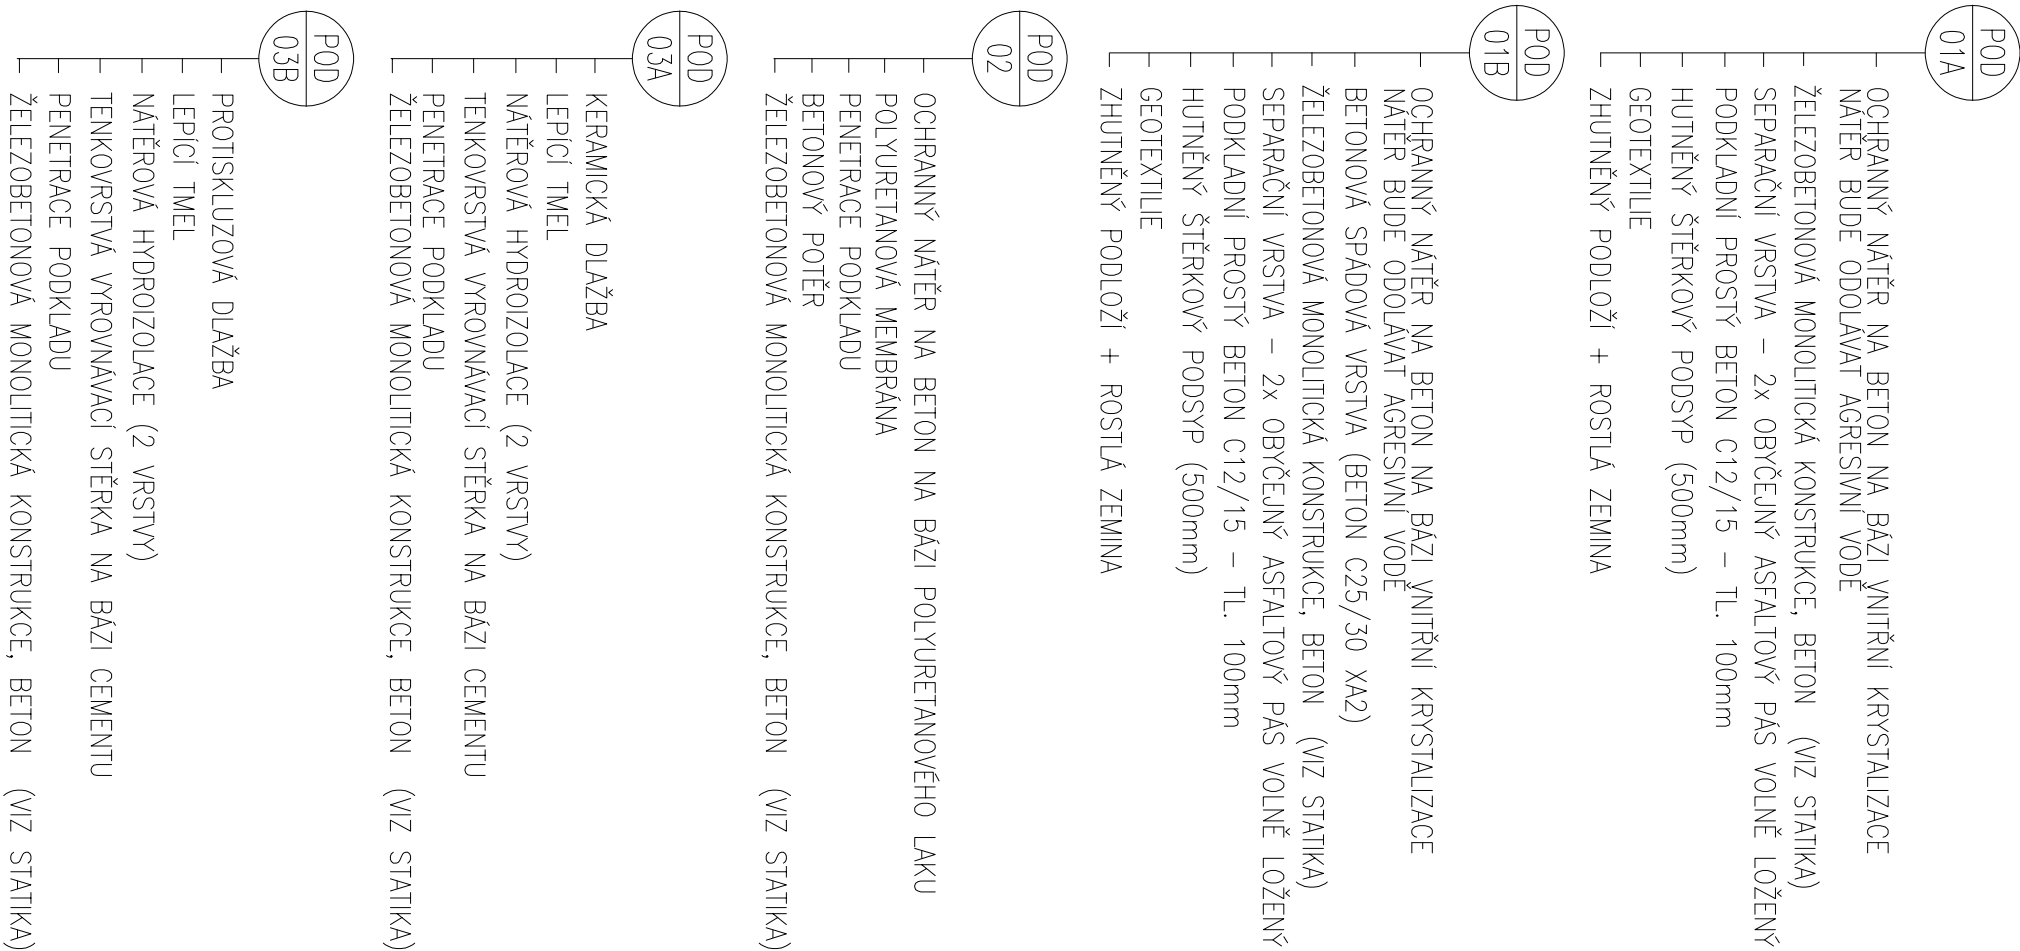 POD
01A
OCHRANNÝ NÁTĚR NA BETON NA BÁZI VNITŘNÍ KRYSTALIZACE
NÁTĚR BUDE ODOLÁVAT AGRESIVNÍ VODĚ
ŽELEZOBETONOVÁ MONOLITICKÁ KONSTRUKCE, BETON (VIZ STATIKA)
SEPARAČNÍ VRSTVA – 2x OBYČEJNÝ ASFALTOVÝ PÁS VOLNĚ LOŽENÝ
PODKLADNÍ PROSTÝ BETON C12/15 – TL. 100mm
HUTNĚNÝ ŠTĚRKOVÝ PODSYP (500mm)
GEOTEXTILIE
ZHUTNĚNÝ PODLOŽÍ + ROSTLÁ ZEMINA
POD
01B
OCHRANNÝ NÁTĚR NA BETON NA BÁZI VNITŘNÍ KRYSTALIZACE
NÁTĚR BUDE ODOLÁVAT AGRESIVNÍ VODĚ
BETONOVÁ SPÁDOVÁ VRSTVA (BETON C25/30 XA2)
ŽELEZOBETONOVÁ MONOLITICKÁ KONSTRUKCE, BETON (VIZ STATIKA)
SEPARAČNÍ VRSTVA – 2x OBYČEJNÝ ASFALTOVÝ PÁS VOLNĚ LOŽENÝ
PODKLADNÍ PROSTÝ BETON C12/15 – TL. 100mm
HUTNĚNÝ ŠTĚRKOVÝ PODSYP (500mm)
GEOTEXTILIE
ZHUTNĚNÝ PODLOŽÍ + ROSTLÁ ZEMINA
POD
02
OCHRANNÝ NÁTĚR NA BETON NA BÁZI POLYURETANOVÉHO LAKU
POLYURETANOVÁ MEMBRÁNA
PENETRACE PODKLADU
BETONOVÝ POTĚR
ŽELEZOBETONOVÁ MONOLITICKÁ KONSTRUKCE, BETON (VIZ STATIKA)
POD
03A
KERAMICKÁ DLAŽBA
LEPÍCÍ TMEL
NÁTĚROVÁ HYDROIZOLACE (2 VRSTVY)
TENKOVRSTVÁ VYROVNÁVACÍ STĚRKA NA BÁZI CEMENTU
PENETRACE PODKLADU
ŽELEZOBETONOVÁ MONOLITICKÁ KONSTRUKCE, BETON (VIZ STATIKA)
POD
03B
PROTISKLUZOVÁ DLAŽBA
LEPÍCÍ TMEL
NÁTĚROVÁ HYDROIZOLACE (2 VRSTVY)
TENKOVRSTVÁ VYROVNÁVACÍ STĚRKA NA BÁZI CEMENTU
PENETRACE PODKLADU
ŽELEZOBETONOVÁ MONOLITICKÁ KONSTRUKCE, BETON (VIZ STATIKA)